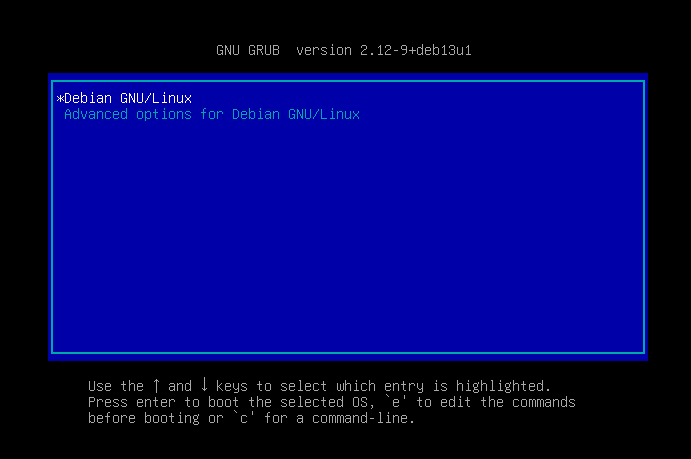 GNU GRUB  version 2.12-9+deb13u1
*Debian GNU/Linux
Advanced options for Debian GNU/Linux
Use the ↑ and ↓ keys to select which entry is highlighted.
Press enter to boot the selected OS, `e' to edit the commands
before booting or `c' for a command-line.